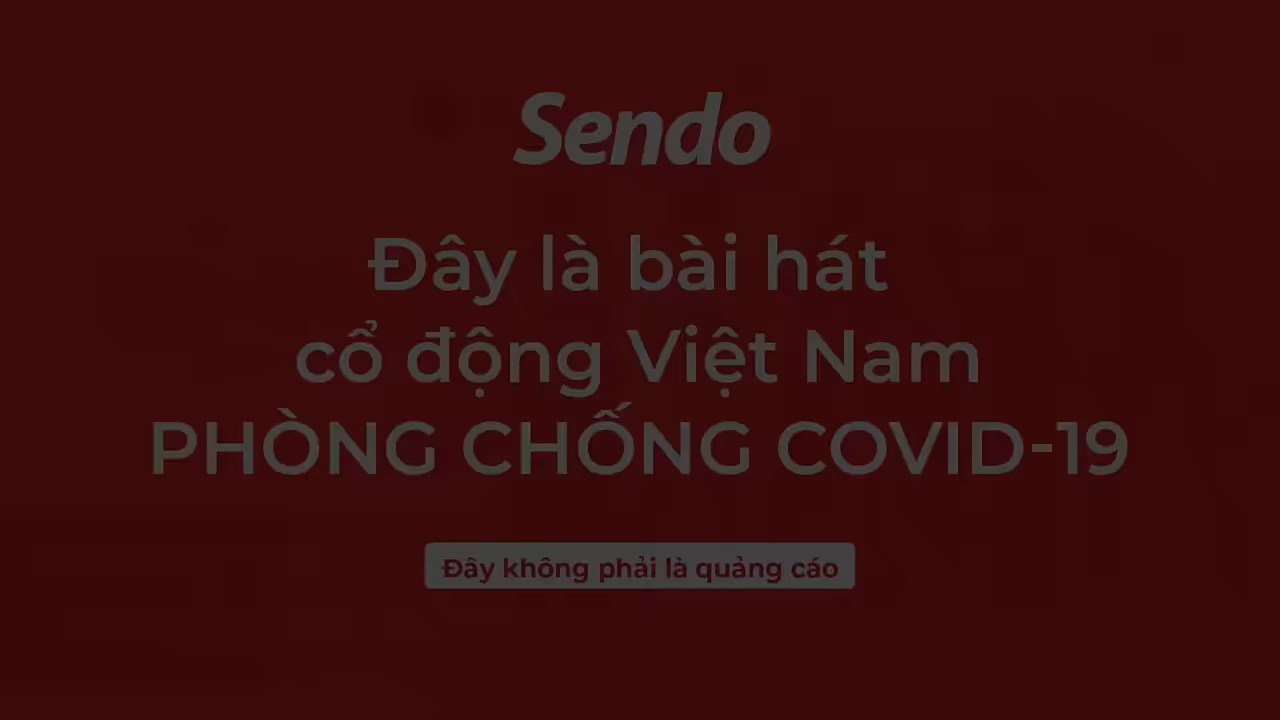 Sendo
Đây là bài hát
cổ động Việt Nam
PHÒNG CHỐNG COVID-19
Đây không phải là quảng cáo